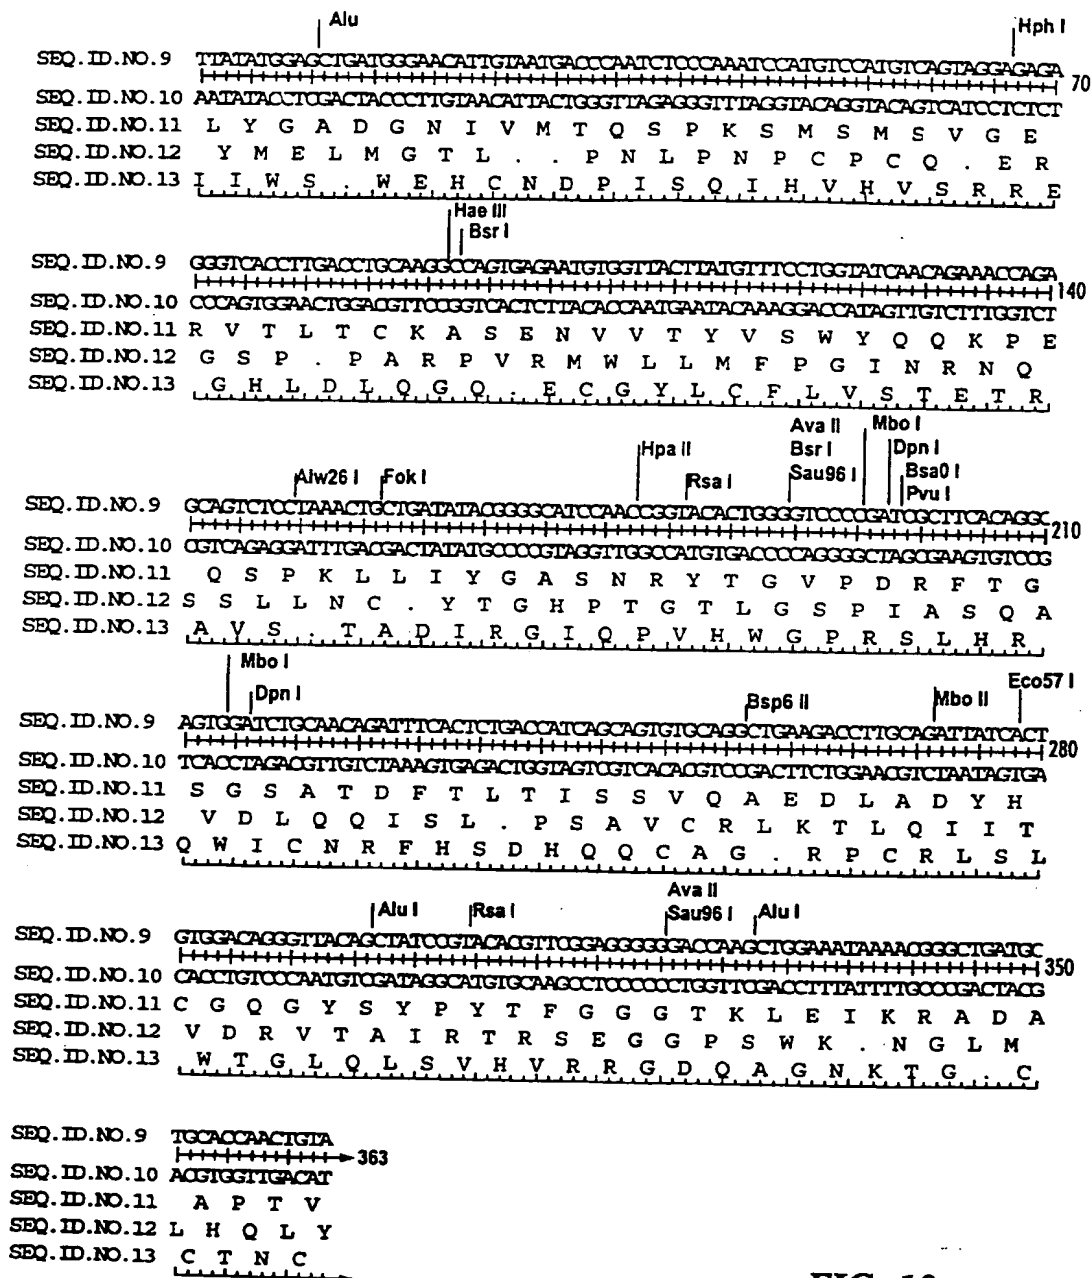 Alu Hph I
SEQ.ID.NO.9 TTATATGGAGCTGATGGGAACATTGTAATGACCCAATCTCCCAAATCCATGTCCATGTCAGTAGGAGAGA
70
SEQ.ID.NO.10 AATATACCTCGACTACCCTTGTAACATTACTGGGTTAGAGGGTTTAGGTACAGGTACAGTCATCCTCTCT
SEQ.ID.NO.11 L Y G A D G N I V M T Q S P K S M S M S V G E
SEQ.ID.NO.12 Y M E L M G T L . . P N L P N P C P C Q . E R
SEQ.ID.NO.13 I I W S . W E H C N D P I S Q I H V H V S R R E
Hae III
Bsr I
SEQ.ID.NO.9 GGGTCACCTTGACCTGCAAGGCCAGTGAGAATGTGGTTACTTATGTTTCCTGGTATCAACAGAAACCAGA
140
SEQ.ID.NO.10 CCCAGTGGAACTGGACGTTCCGGTCACTCTTACACCAATGAATACAAAGGACCATAGTTGTCTTTGGTCT
SEQ.ID.NO.11 R V T L T C K A S E N V V T Y V S W Y Q Q K P E
SEQ.ID.NO.12 G S P . P A R P V R M W L L M F P G I N R N Q
SEQ.ID.NO.13 G H L D L Q G Q . E C G Y L C F L V S T E T R
Ava II Mbo I
Hpa II Bsr I Dpn I
Alw26 I Fok I Rsa I Sau96 I Bsa0 I
Pvu I
SEQ.ID.NO.9 GCAGTCTCCTAAACTGCTGATATACGGGGCATCCAACCGGTACACTGGGGTCCCCGATCGCTTCACAGGC
210
SEQ.ID.NO.10 CGTCAGAGGATTTGACGACTATATGCCCCGTAGGTTGGCCATGTGACCCCAGGGGCTAGCGAAGTGTCCG
SEQ.ID.NO.11 Q S P K L L I Y G A S N R Y T G V P D R F T G
SEQ.ID.NO.12 S S L L N C . Y T G H P T G T L G S P I A S Q A
SEQ.ID.NO.13 A V S . T A D I R G I Q P V H W G P R S L H R
Mbo I
Dpn I Bsp6 II Mbo II Eco57 I
SEQ.ID.NO.9 AGTGGATCTGCAACAGATTTCACTCTGACCATCAGCAGTGTGCAGGCTGAAGACCTTGCAGATTATCACT
280
SEQ.ID.NO.10 TCACCTAGACGTTGTCTAAAGTGAGACTGGTAGTCGTCACACGTCCGACTTCTGGAACGTCTAATAGTGA
SEQ.ID.NO.11 S G S A T D F T L T I S S V Q A E D L A D Y H
SEQ.ID.NO.12 V D L Q Q I S L . P S A V C R L K T L Q I I T
SEQ.ID.NO.13 Q W I C N R F H S D H Q Q C A G . R P C R L S L
Ava II
Alu I Rsa I Sau96 I Alu I
SEQ.ID.NO.9 GTGGACAGGGTTACAGCTATCCGTACACGTTCGGAGGGGGGACCAAGCTGGAAATAAAACGGGCTGATGC
350
SEQ.ID.NO.10 CACCTGTCCCAATGTCGATAGGCATGTGCAAGCCTCCCCCCTGGTTCGACCTTTATTTTGCCCGACTACG
SEQ.ID.NO.11 C G Q G Y S Y P Y T F G G G T K L E I K R A D A
SEQ.ID.NO.12 V D R V T A I R T R S E G G P S W K . N G L M
SEQ.ID.NO.13 W T G L Q L S V H V R R G D Q A G N K T G . C
SEQ.ID.NO.9 TGCACCAACTGTA
363
SEQ.ID.NO.10 ACGTGGTTGACAT
SEQ.ID.NO.11 A P T V
SEQ.ID.NO.12 L H Q L Y
SEQ.ID.NO.13 C T N C